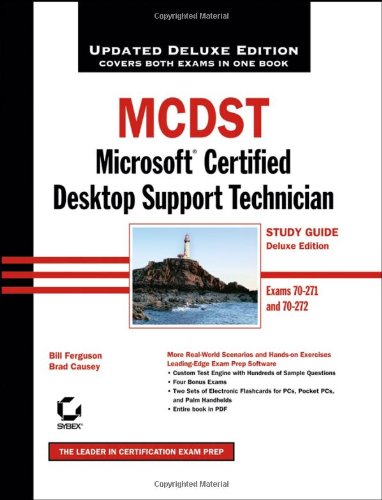 UPDATED DELUXE EDITION
COVERS BOTH EXAMS IN ONE BOOK
MCDST
Microsoft® Certified
Desktop Support Technician
STUDY GUIDE
Deluxe Edition
Exams 70-271
and 70-272
Bill Ferguson
Brad Causey
More Real-World Scenarios and Hands-on Exercises
Leading-Edge Exam Prep Software
• Custom Test Engine with Hundreds of Sample Questions
• Four Bonus Exams
• Two Sets of Electronic Flashcards for PCs, Pocket PCs,
and Palm Handhelds
• Entire book in PDF
SYBEX®
THE LEADER IN CERTIFICATION EXAM PREP
Copyrighted Material
Copyrighted Material